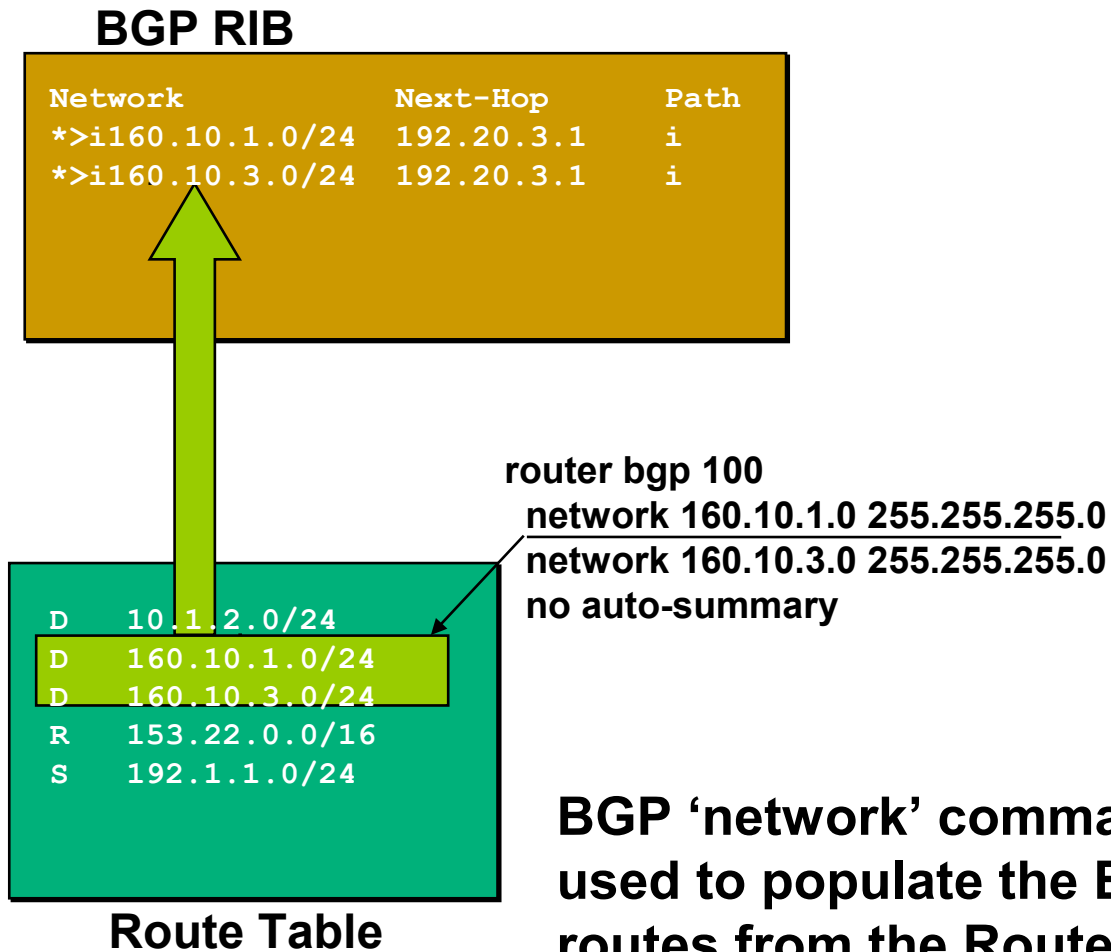 BGP RIB
Network Next-Hop Path
*>i160.10.1.0/24 192.20.3.1 i
*>i160.10.3.0/24 192.20.3.1 i
router bgp 100
network 160.10.1.0 255.255.255.0
network 160.10.3.0 255.255.255.0
no auto-summary
D 10.1.2.0/24
D 160.10.1.0/24
D 160.10.3.0/24
R 153.22.0.0/16
S 192.1.1.0/24
Route Table
BGP ‘network’
used to populate the
routes from the Route